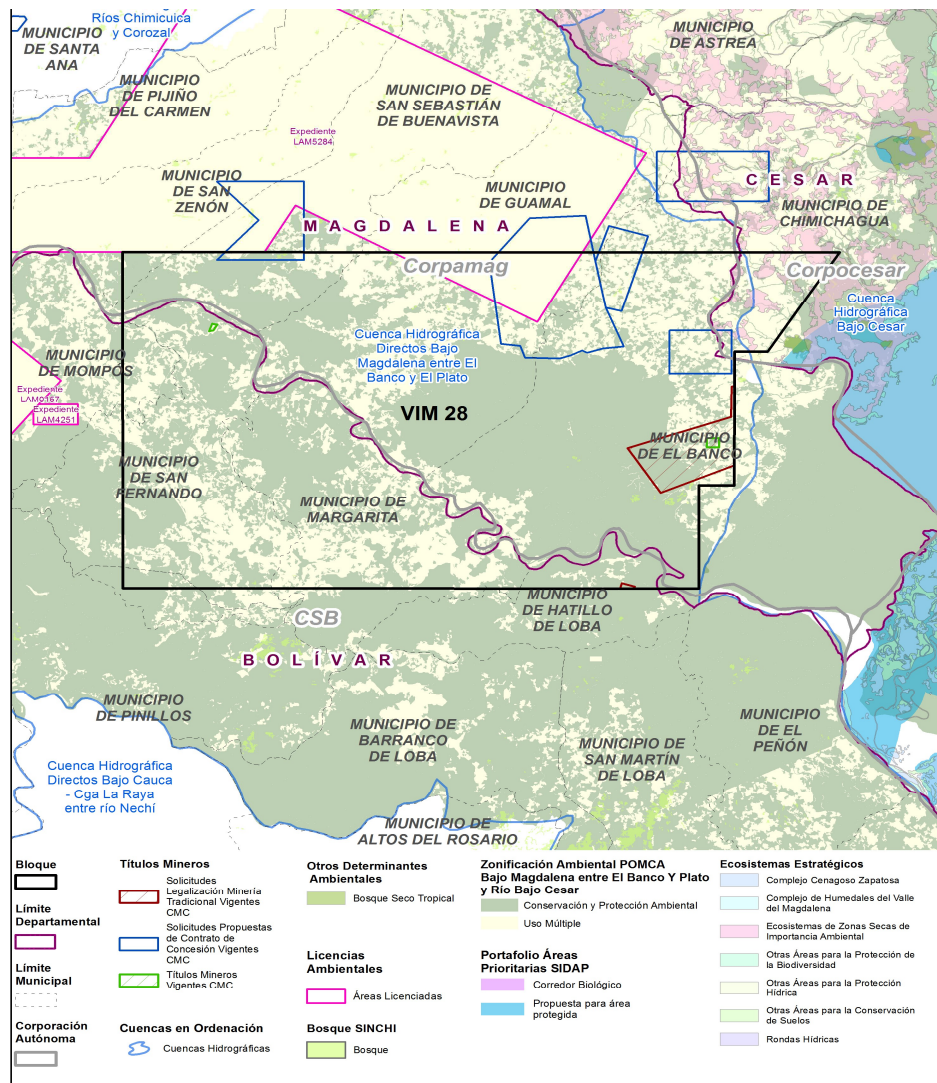 Ríos Chimicuica
y Corozal
MUNICIPIO
DE SANTA
ANA
MUNICIPIO
DE ASTREA
MUNICIPIO
DE PIJIÑO
DEL CARMEN
MUNICIPIO DE
SAN SEBASTIÁN
DE BUENAVISTA
Expediente
LAM5284
MUNICIPIO
DE SAN
ZENÓN
MUNICIPIO
DE GUAMAL
CESAR
MUNICIPIO DE
CHIMICHAGUA
MAGDALENA
Corpamag
Corpocesar
Cuenca
Hidrográfica
Bajo Cesar
Cuenca Hidrográfica
Directos Bajo
Magdalena entre El
Banco y El Plato
MUNICIPIO
DE MOMPÓS
Expediente
LAM0167
Expediente
LAM4251
VIM 28
MUNICIPIO
DE EL BANCO
MUNICIPIO
DE SAN
FERNANDO
MUNICIPIO DE
MARGARITA
MUNICIPIO
DE HATILLO
DE LOBA
CSB
BOLÍVAR
MUNICIPIO
DE PINILLOS
MUNICIPIO DE
BARRANCO
DE LOBA
MUNICIPIO DE
SAN MARTÍN
DE LOBA
MUNICIPIO
DE EL
PEÑÓN
Cuenca Hidrográfica
Directos Bajo Cauca
- Cga La Raya
entre río Nechí
MUNICIPIO DE
ALTOS DEL ROSARIO
Bloque
Límite
Departamental
Límite
Municipal
Corporación
Autónoma
Títulos Mineros
Solicitudes
Legalización Minería
Tradicional Vigentes
CMC
Solicitudes Propuestas
de Contrato de
Concesión Vigentes
CMC
Títulos Mineros
Vigentes CMC
Cuencas en Ordenación
Cuencas Hidrográficas
Otros Determinantes
Ambientales
Bosque Seco Tropical
Licencias
Ambientales
Áreas Licenciadas
Bosque SINCHI
Bosque
Zonificación Ambiental POMCA
Bajo Magdalena entre El Banco Y Plato
y Río Bajo Cesar
Conservación y Protección Ambiental
Uso Múltiple
Portafolio Áreas
Prioritarias SIDAP
Corredor Biológico
Propuesta para área
protegida
Ecosistemas Estratégicos
Complejo Cenagoso Zapatosa
Complejo de Humedales del Valle
del Magdalena
Ecosistemas de Zonas Secas de
Importancia Ambiental
Otras Áreas para la Protección de
la Biodiversidad
Otras Áreas para la Protección
Hídrica
Otras Áreas para la Conservación
de Suelos
Rondas Hídricas